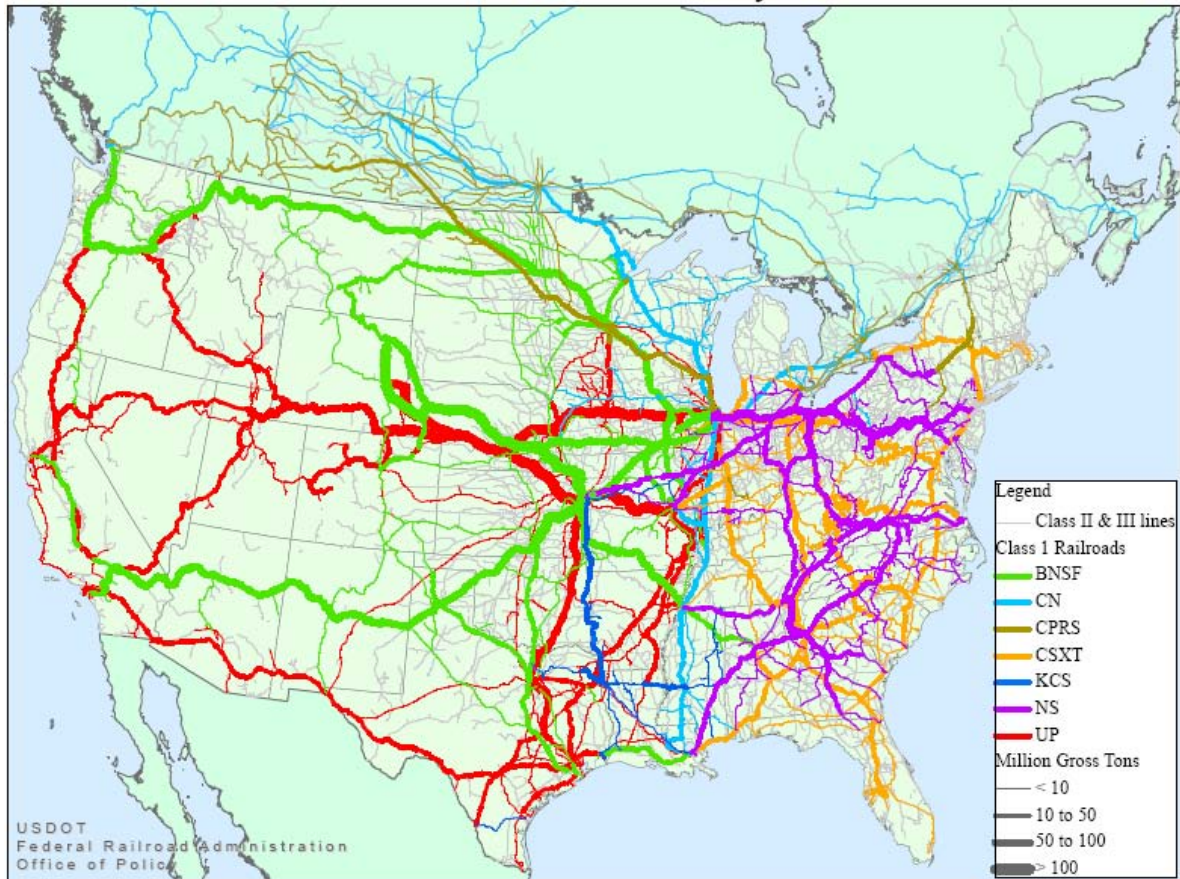 Legend
Class II & III lines
Class 1 Railroads
BNSF
CN
CPRS
CSXT
KCS
NS
UP
Million Gross Tons
< 10
10 to 50
50 to 100
> 100
USDOT
Federal Railroad Administration
Office of Policy